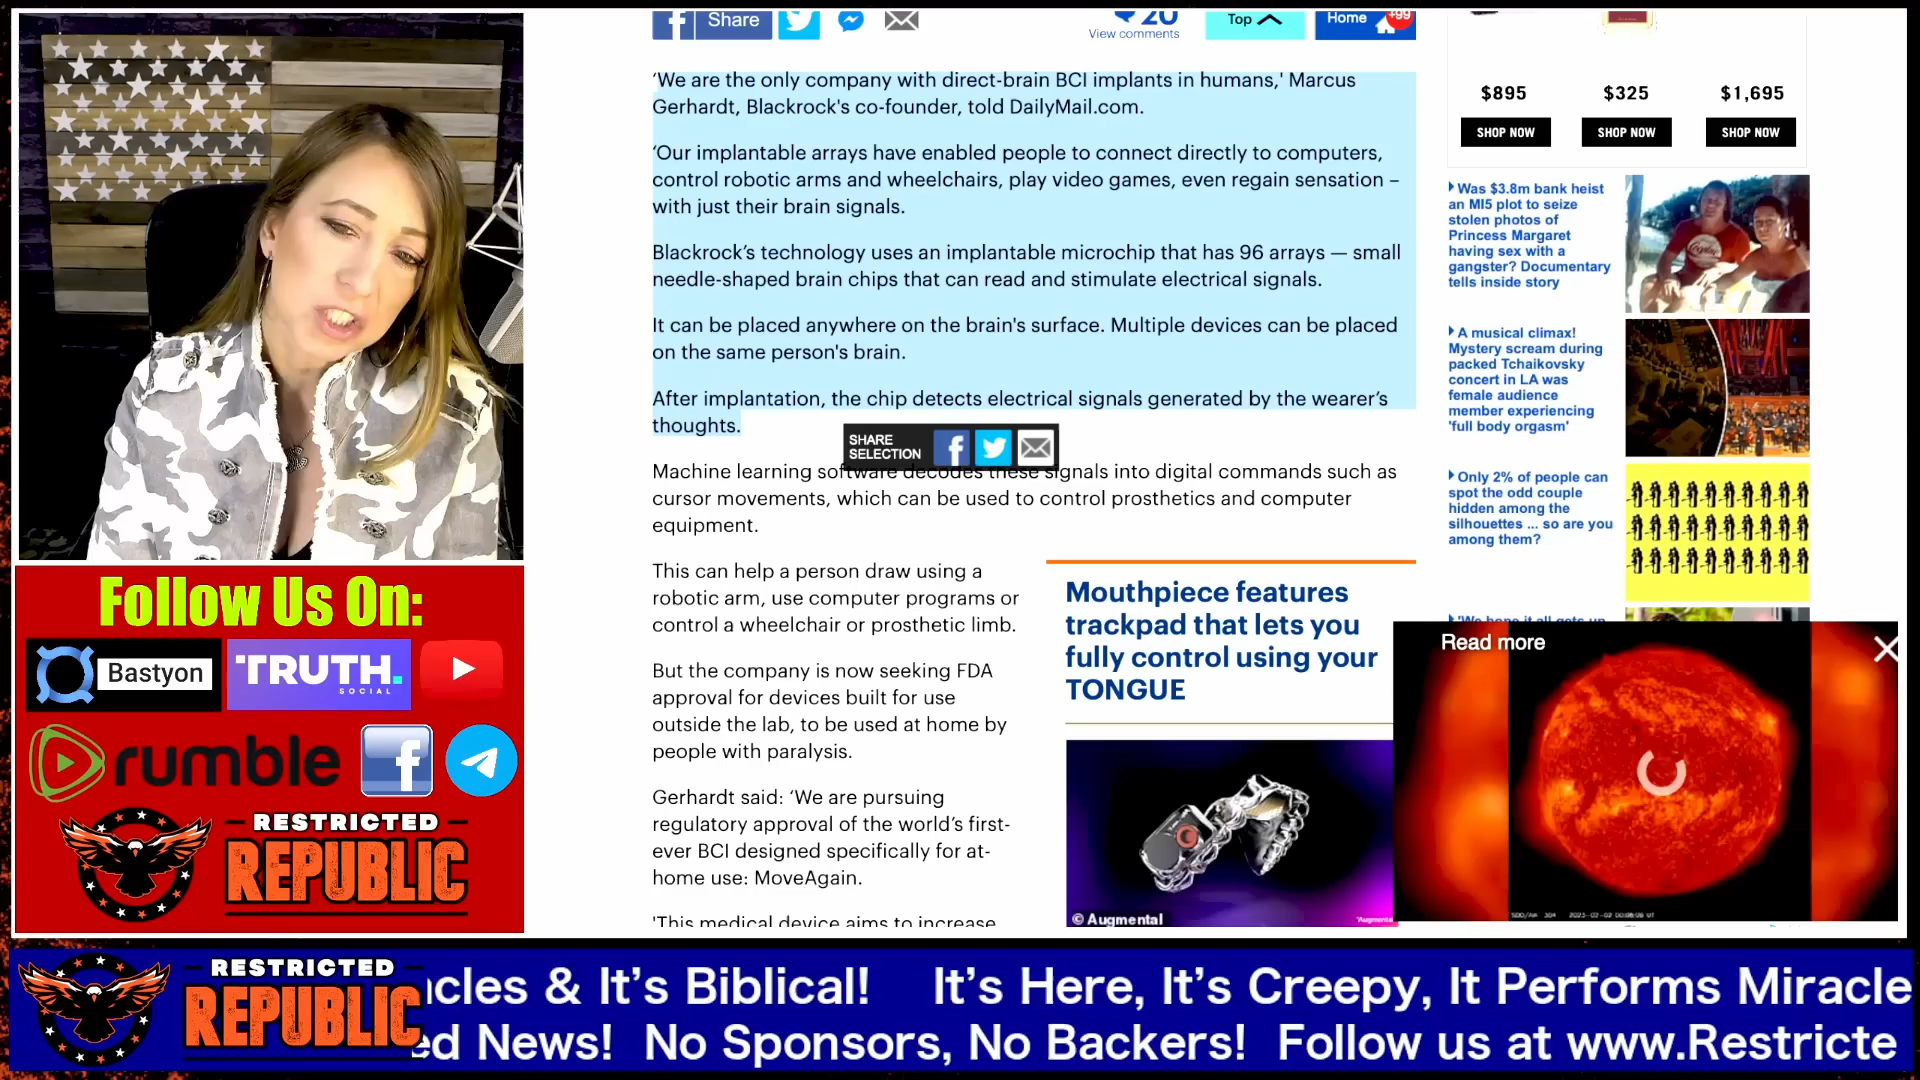 Share
20
View comments
Top
Home
+99
‘We are the only company with direct-brain BCI implants in humans,' Marcus
Gerhardt, Blackrock's co-founder, told DailyMail.com.
‘Our implantable arrays have enabled people to connect directly to computers,
control robotic arms and wheelchairs, play video games, even regain sensation –
with just their brain signals.
Blackrock’s technology uses an implantable microchip that has 96 arrays — small
needle-shaped brain chips that can read and stimulate electrical signals.
It can be placed anywhere on the brain's surface. Multiple devices can be placed
on the same person's brain.
After implantation, the chip detects electrical signals generated by the wearer’s
thoughts.
SHARE
SELECTION
Machine learning software decodes these signals into digital commands such as
cursor movements, which can be used to control prosthetics and computer
equipment.
This can help a person draw using a
robotic arm, use computer programs or
control a wheelchair or prosthetic limb.
But the company is now seeking FDA
approval for devices built for use
outside the lab, to be used at home by
people with paralysis.
Gerhardt said: ‘We are pursuing
regulatory approval of the world’s first-
ever BCI designed specifically for at-
home use: MoveAgain.
'This medical device aims to increase
Mouthpiece features
trackpad that lets you
fully control using your
TONGUE
© Augmental
$895
$325
$1,695
SHOP NOW
SHOP NOW
SHOP NOW
Was $3.8m bank heist
an MI5 plot to seize
stolen photos of
Princess Margaret
having sex with a
gangster? Documentary
tells inside story
A musical climax!
Mystery scream during
packed Tchaikovsky
concert in LA was
female audience
member experiencing
'full body orgasm'
Only 2% of people can
spot the odd couple
hidden among the
silhouettes ... so are you
among them?
Read more
Follow Us On:
Bastyon
TRUTH.
SOCIAL
rumble
RESTRICTED
REPUBLIC
RESTRICTED
REPUBLIC
acles & It’s Biblical! It’s Here, It’s Creepy, It Performs Miracle
ed News! No Sponsors, No Backers! Follow us at www.Restricte